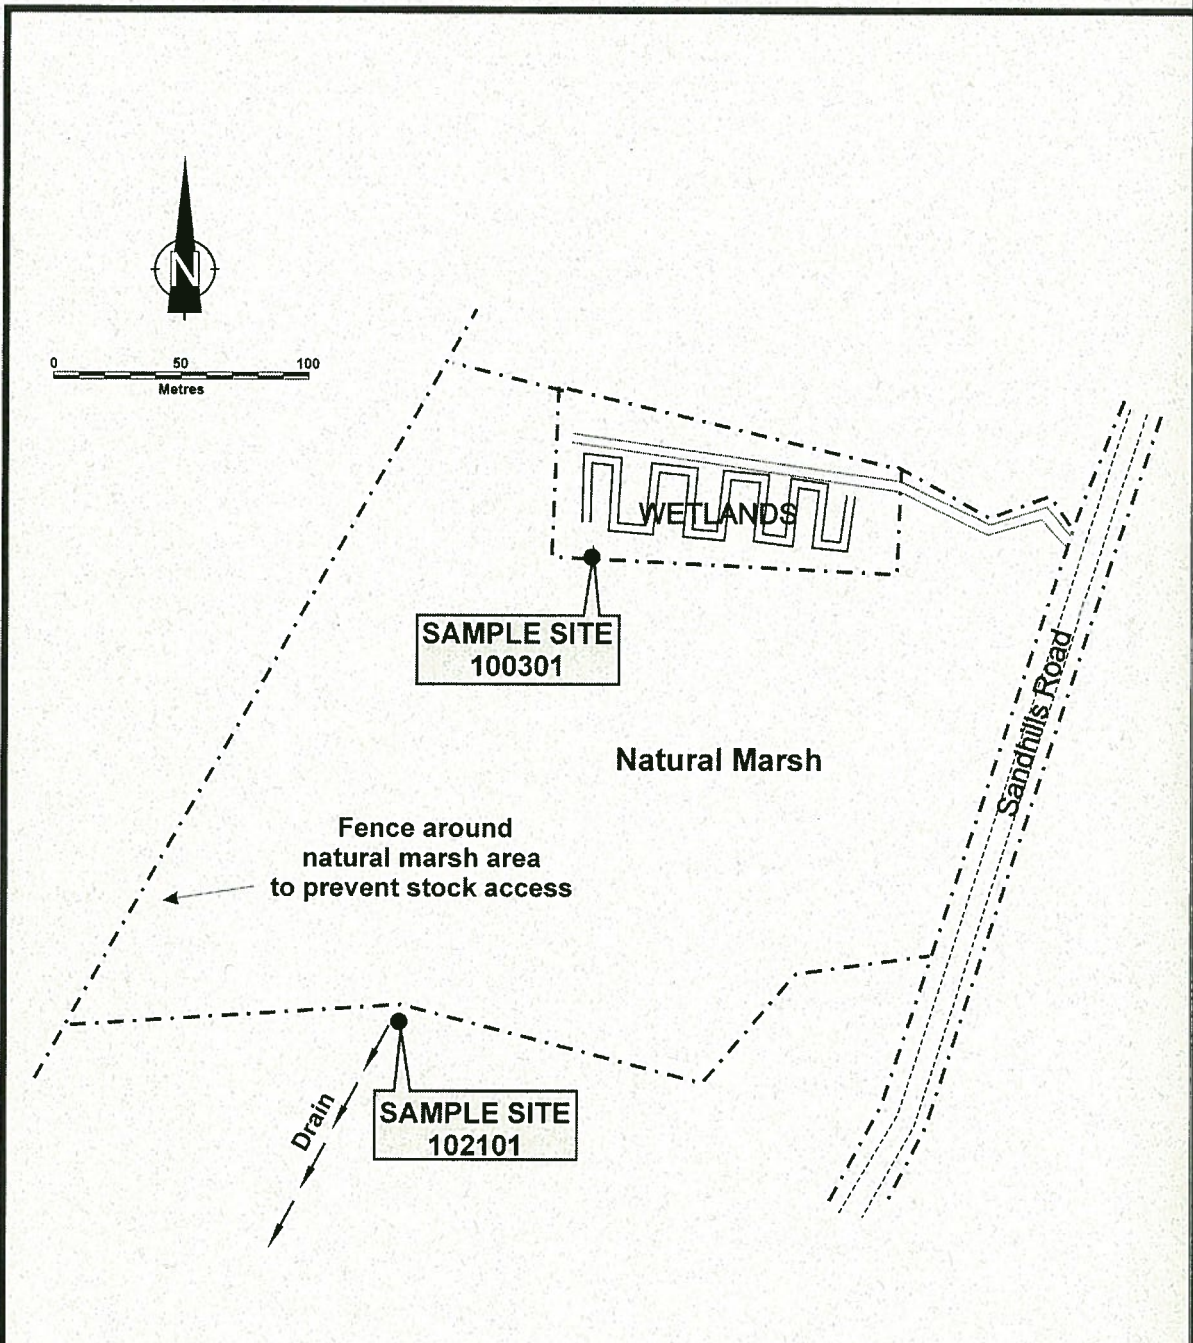 N
0 50 100
Metres
WETLANDS
SAMPLE SITE
100301
Sandhills Road
Natural Marsh
Fence around
natural marsh area
to prevent stock access
Drain
SAMPLE SITE
102101